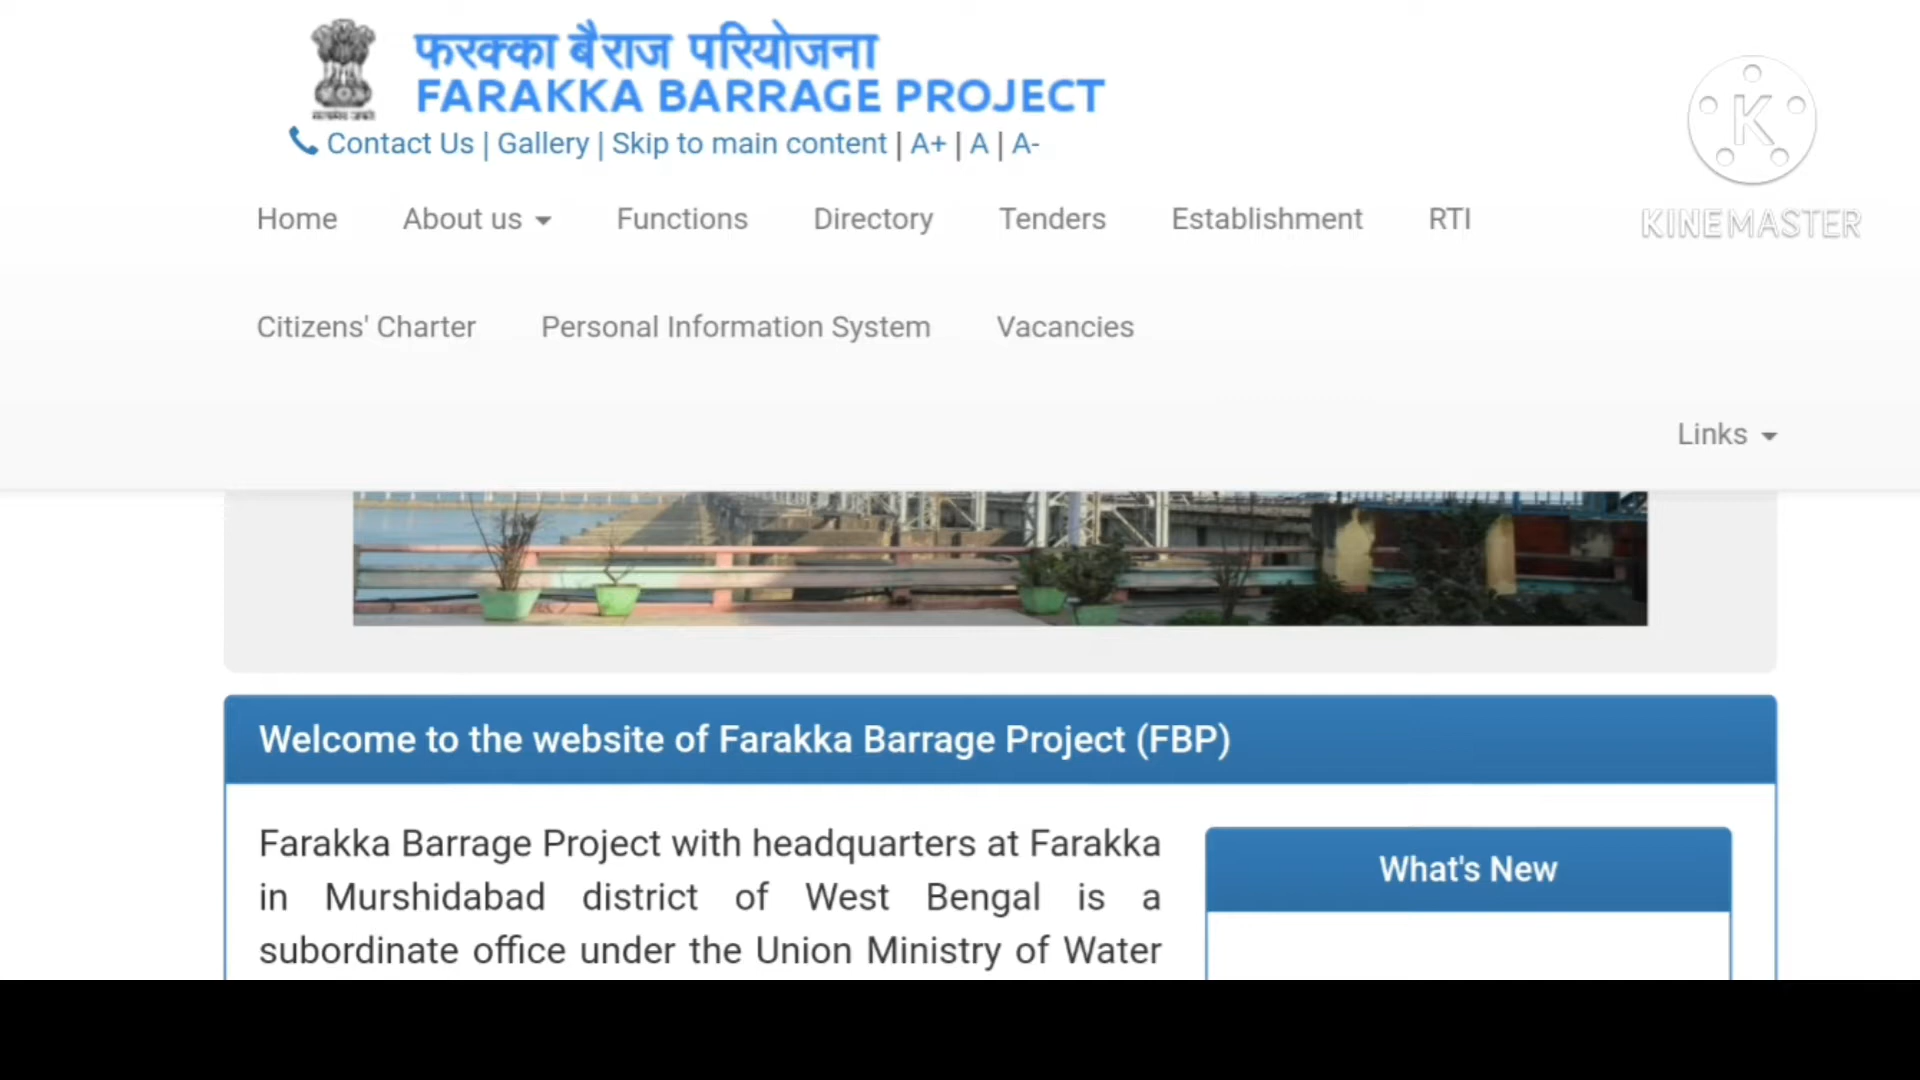 फरक्का बैराज परियोजना
FARAKKA BARRAGE PROJECT
Contact Us | Gallery | Skip to main content | A+ | A | A-
Home About us Functions Directory Tenders Establishment RTI
K
KINEMASTER
Citizens' Charter Personal Information System Vacancies
Links
Welcome to the website of Farakka Barrage Project (FBP)
Farakka Barrage Project with headquarters at Farakka
in Murshidabad district of West Bengal is a
subordinate office under the Union Ministry of Water
What's New